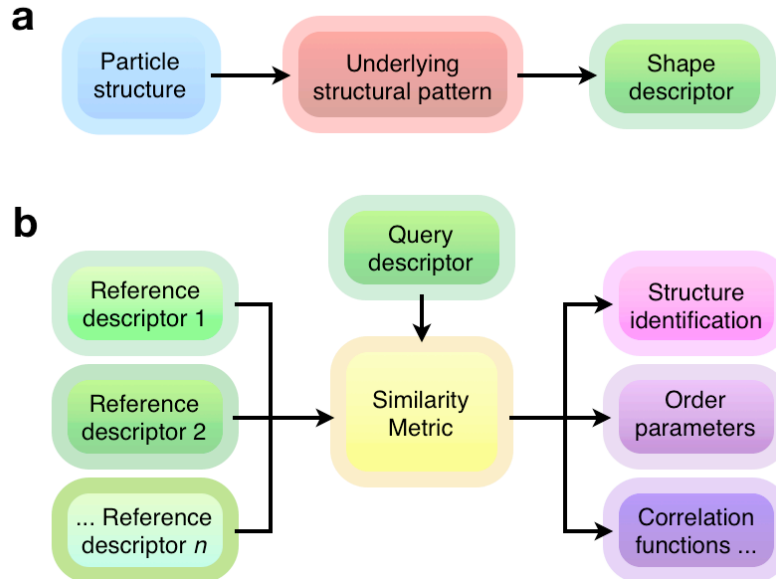 a
Particle
structure
Underlying
structural pattern
Shape
descriptor
b
Query
descriptor
Reference
descriptor 1
Reference
descriptor 2
... Reference
descriptor n
Similarity
Metric
Structure
identification
Order
parameters
Correlation
functions ...